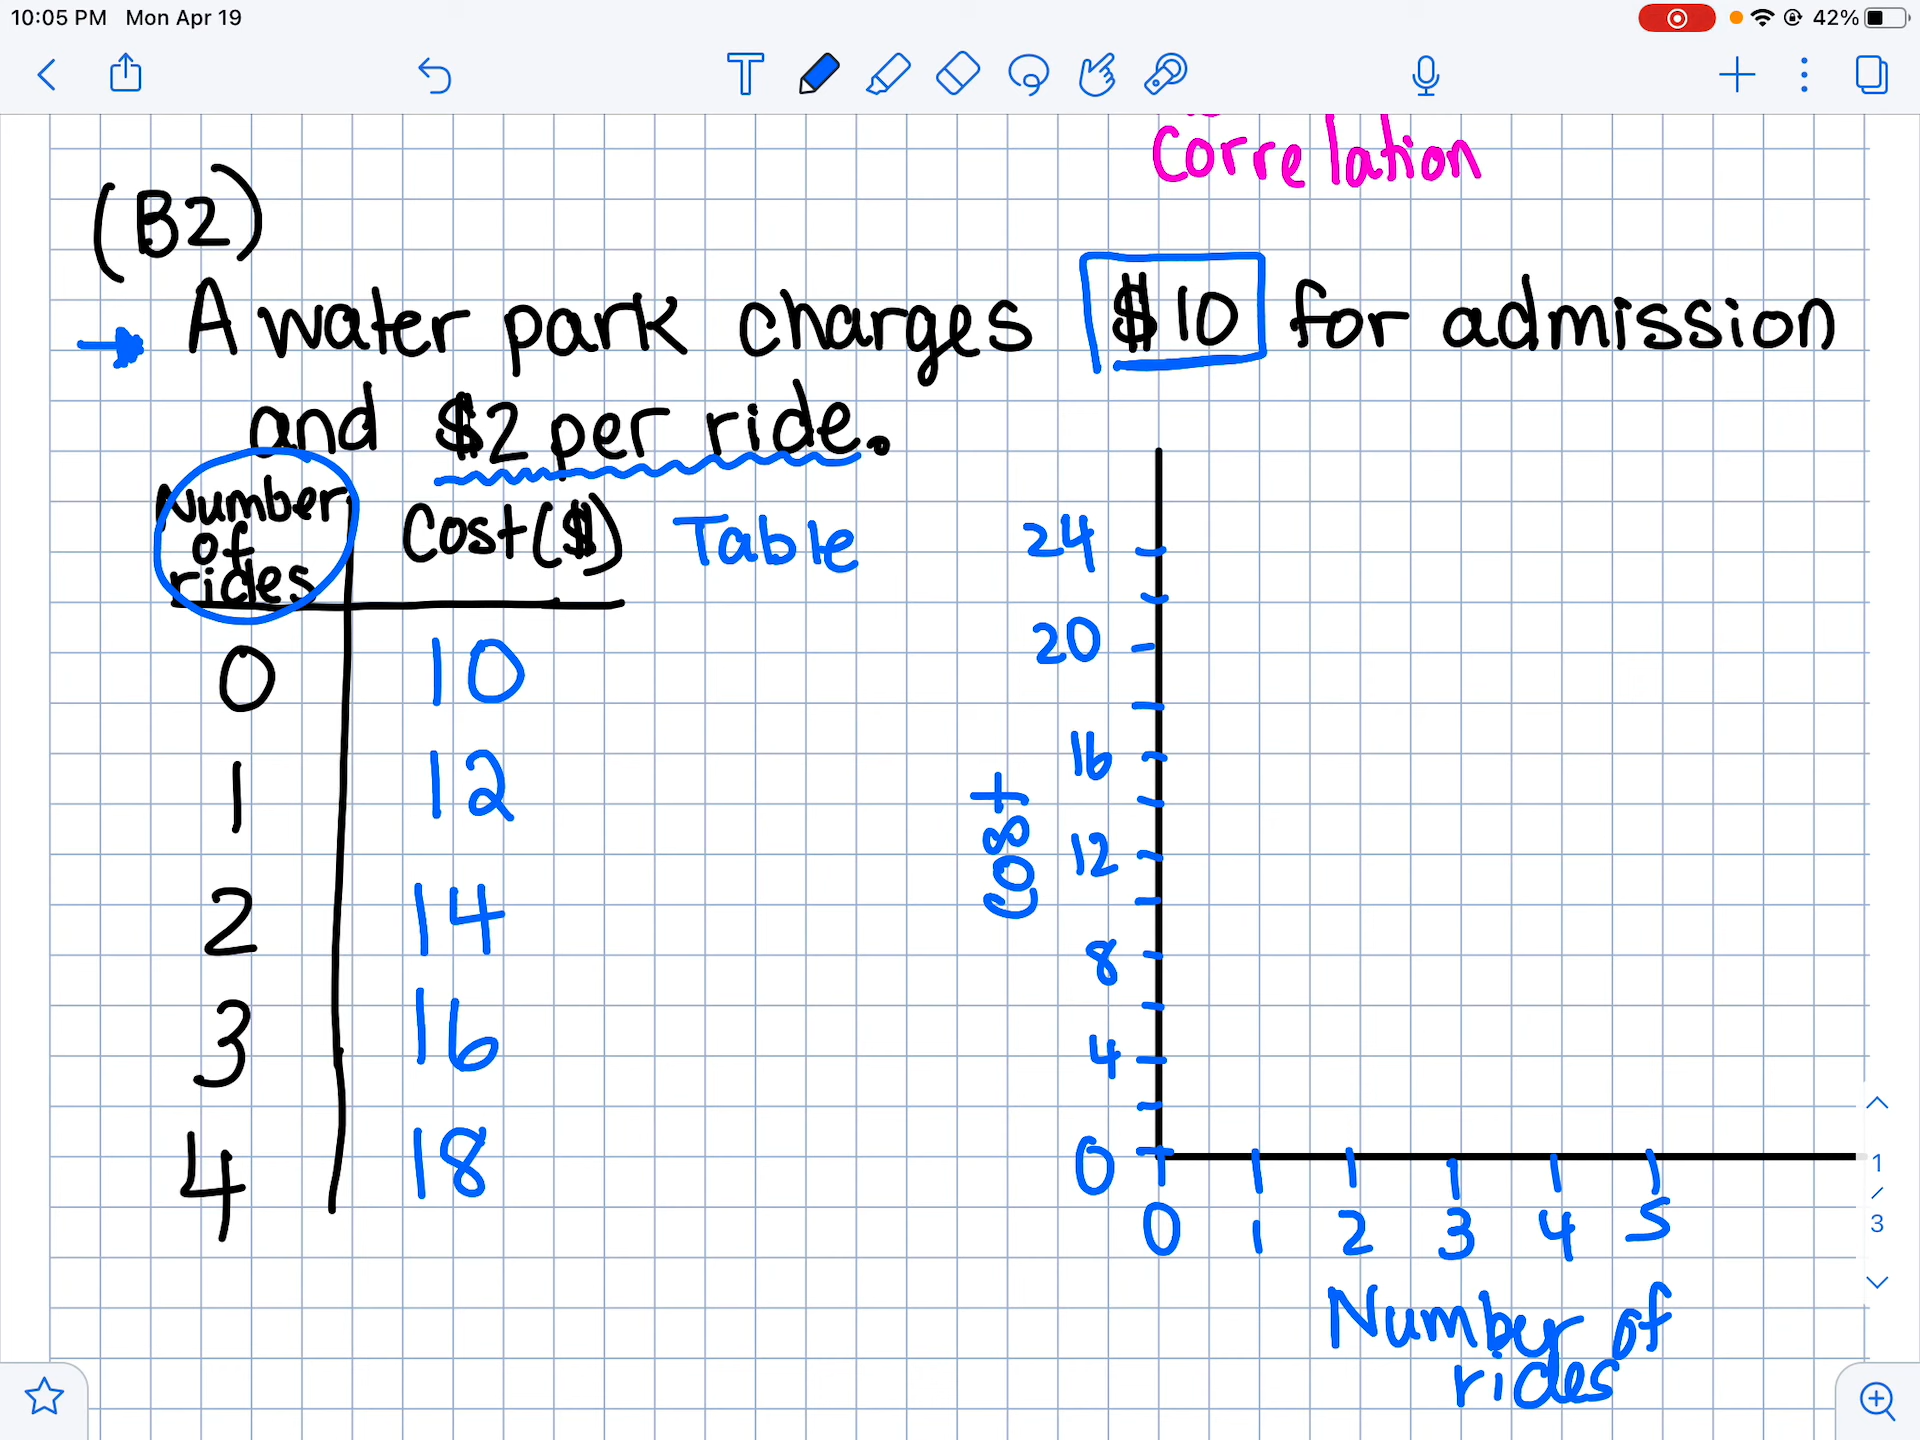 10:05 PM Mon Apr 19
42%
T
Correlation
(B2)
A water park charges $10 for admission
and $2 per ride.
Number of rides
Cost($)
Table
0 10
1 12
2 14
3 16
4 18
Cost
24
20
16
12
8
4
0
0 1 2 3 4 5
Number of
rides
1
/
3